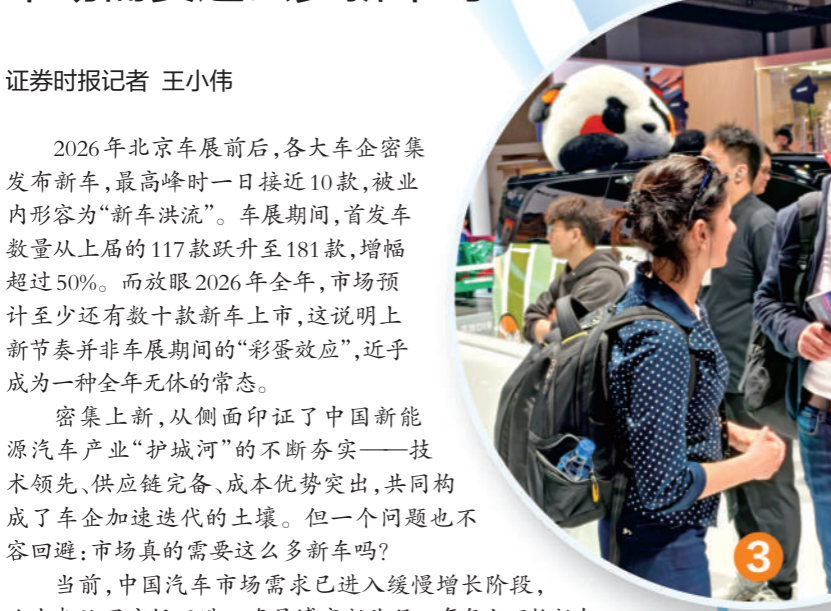 证券时报记者 王小伟
2026年北京车展前后,各大车企密集
发布新车,最高峰时一日接近10款,被业
内形容为“新车洪流”。车展期间,首发车
数量从上届的117款跃升至181款,增幅
超过50%。而放眼2026年全年,市场预
计至少还有数十款新车上市,这说明上
新节奏并非车展期间的“彩蛋效应”,近乎
成为一种全年无休的常态。
密集上新,从侧面印证了中国新能
源汽车产业“护城河”的不断夯实——技
术领先、供应链完备、成本优势突出,共同构
成了车企加速迭代的土壤。但一个问题也不
容回避:市场真的需要这么多新车吗?
当前,中国汽车市场需求已进入缓慢增长阶段,
3